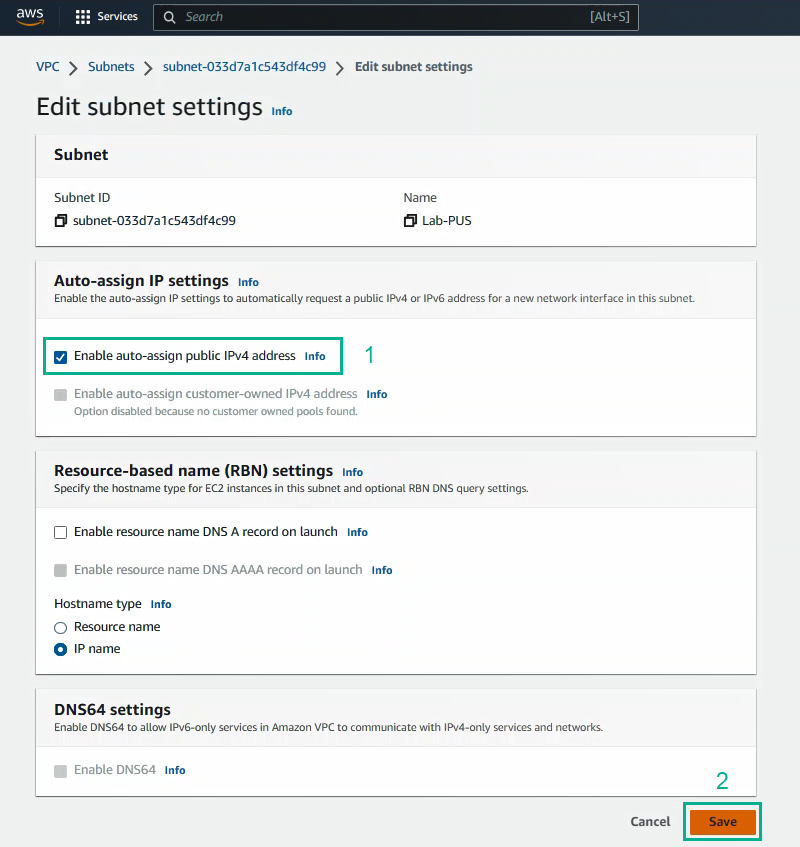 aws Services Search [Alt+S]
VPC Subnets subnet-033d7a1c543df4c99 Edit subnet settings
Edit subnet settings Info
Subnet
Subnet ID Name
subnet-033d7a1c543df4c99 Lab-PUS
Auto-assign IP settings Info
Enable the auto-assign IP settings to automatically request a public IPv4 or IPv6 address for a new network interface in this subnet.
Enable auto-assign public IPv4 address Info 1
Enable auto-assign customer-owned IPv4 address Info
Option disabled because no customer owned pools found.
Resource-based name (RBN) settings Info
Specify the hostname type for EC2 instances in this subnet and optional RBN DNS query settings.
Enable resource name DNS A record on launch Info
Enable resource name DNS AAAA record on launch Info
Hostname type Info
Resource name
IP name
DNS64 settings
Enable DNS64 to allow IPv6-only services in Amazon VPC to communicate with IPv4-only services and networks.
Enable DNS64 Info
2
Cancel Save